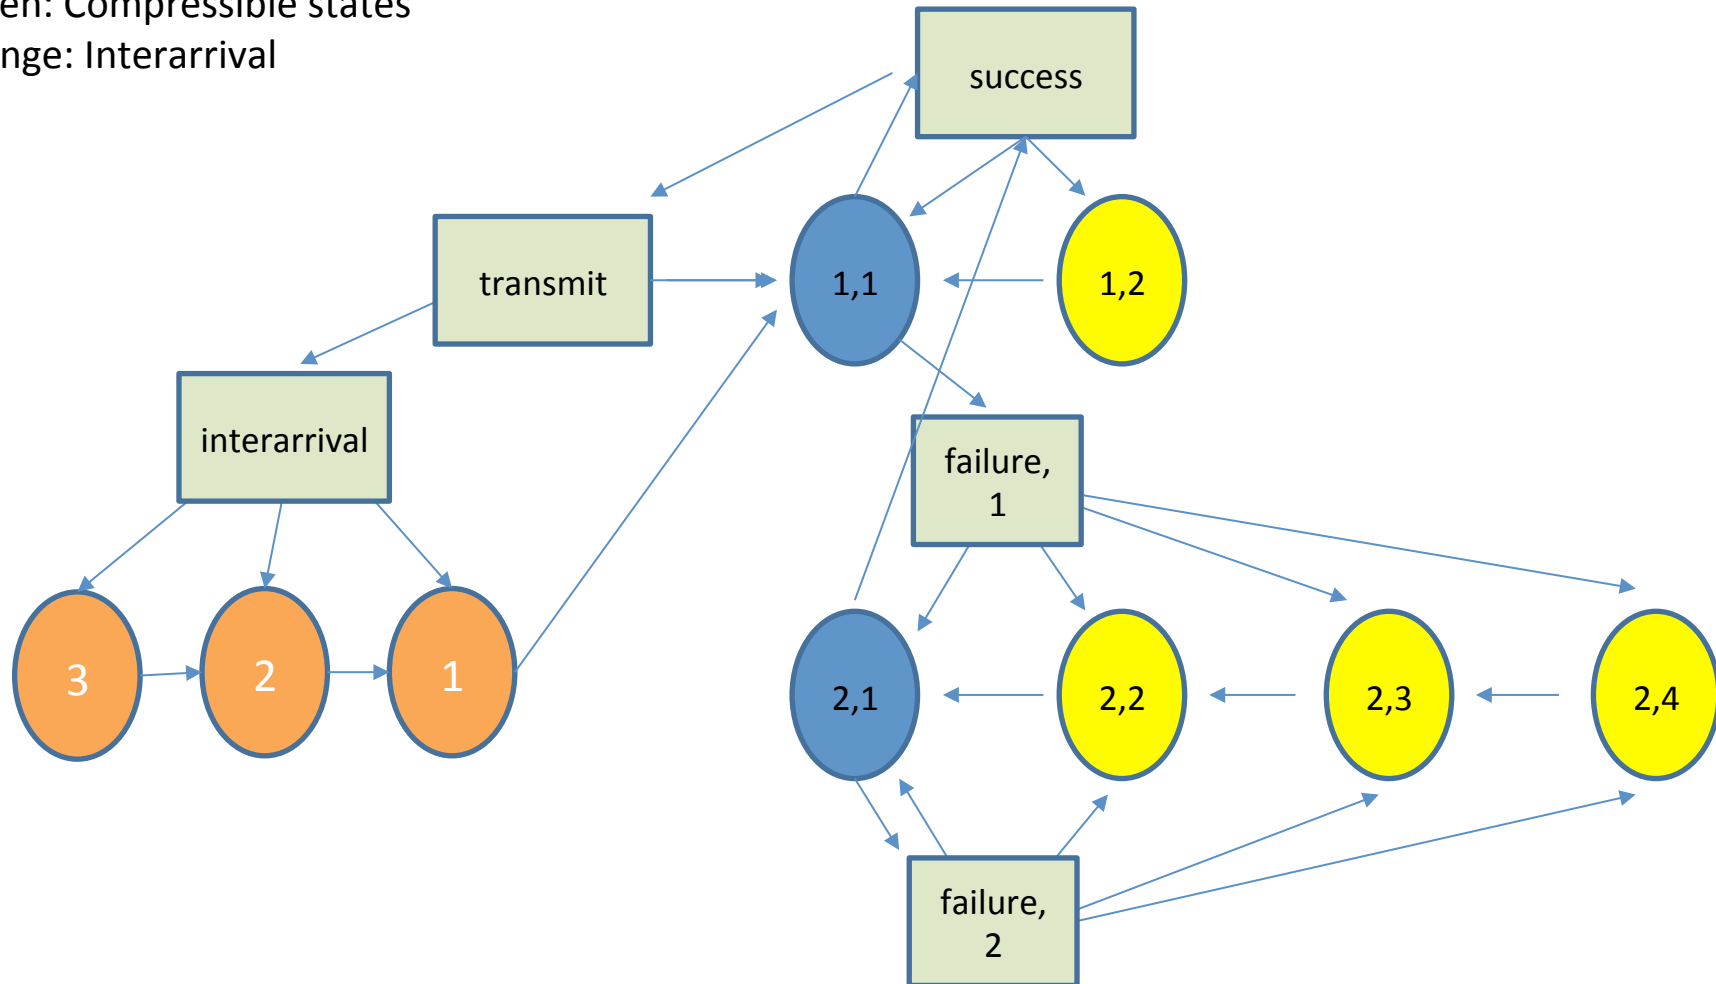 en: Compressible states
nge: Interarrival
success
transmit
1,1
1,2
interarrival
failure,
1
3
2
1
2,1
2,2
2,3
2,4
failure,
2